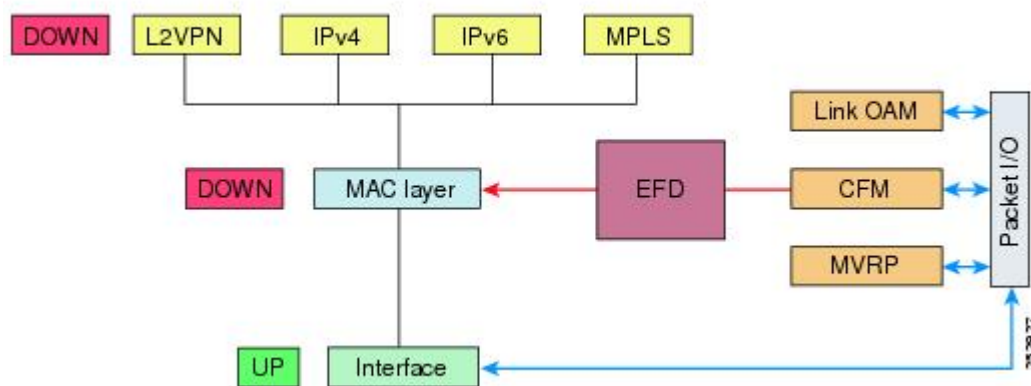 DOWN L2VPN IPv4 IPv6 MPLS
Link OAM
DOWN MAC layer EFD CFM
Packet I/O
MVRP
UP Interface